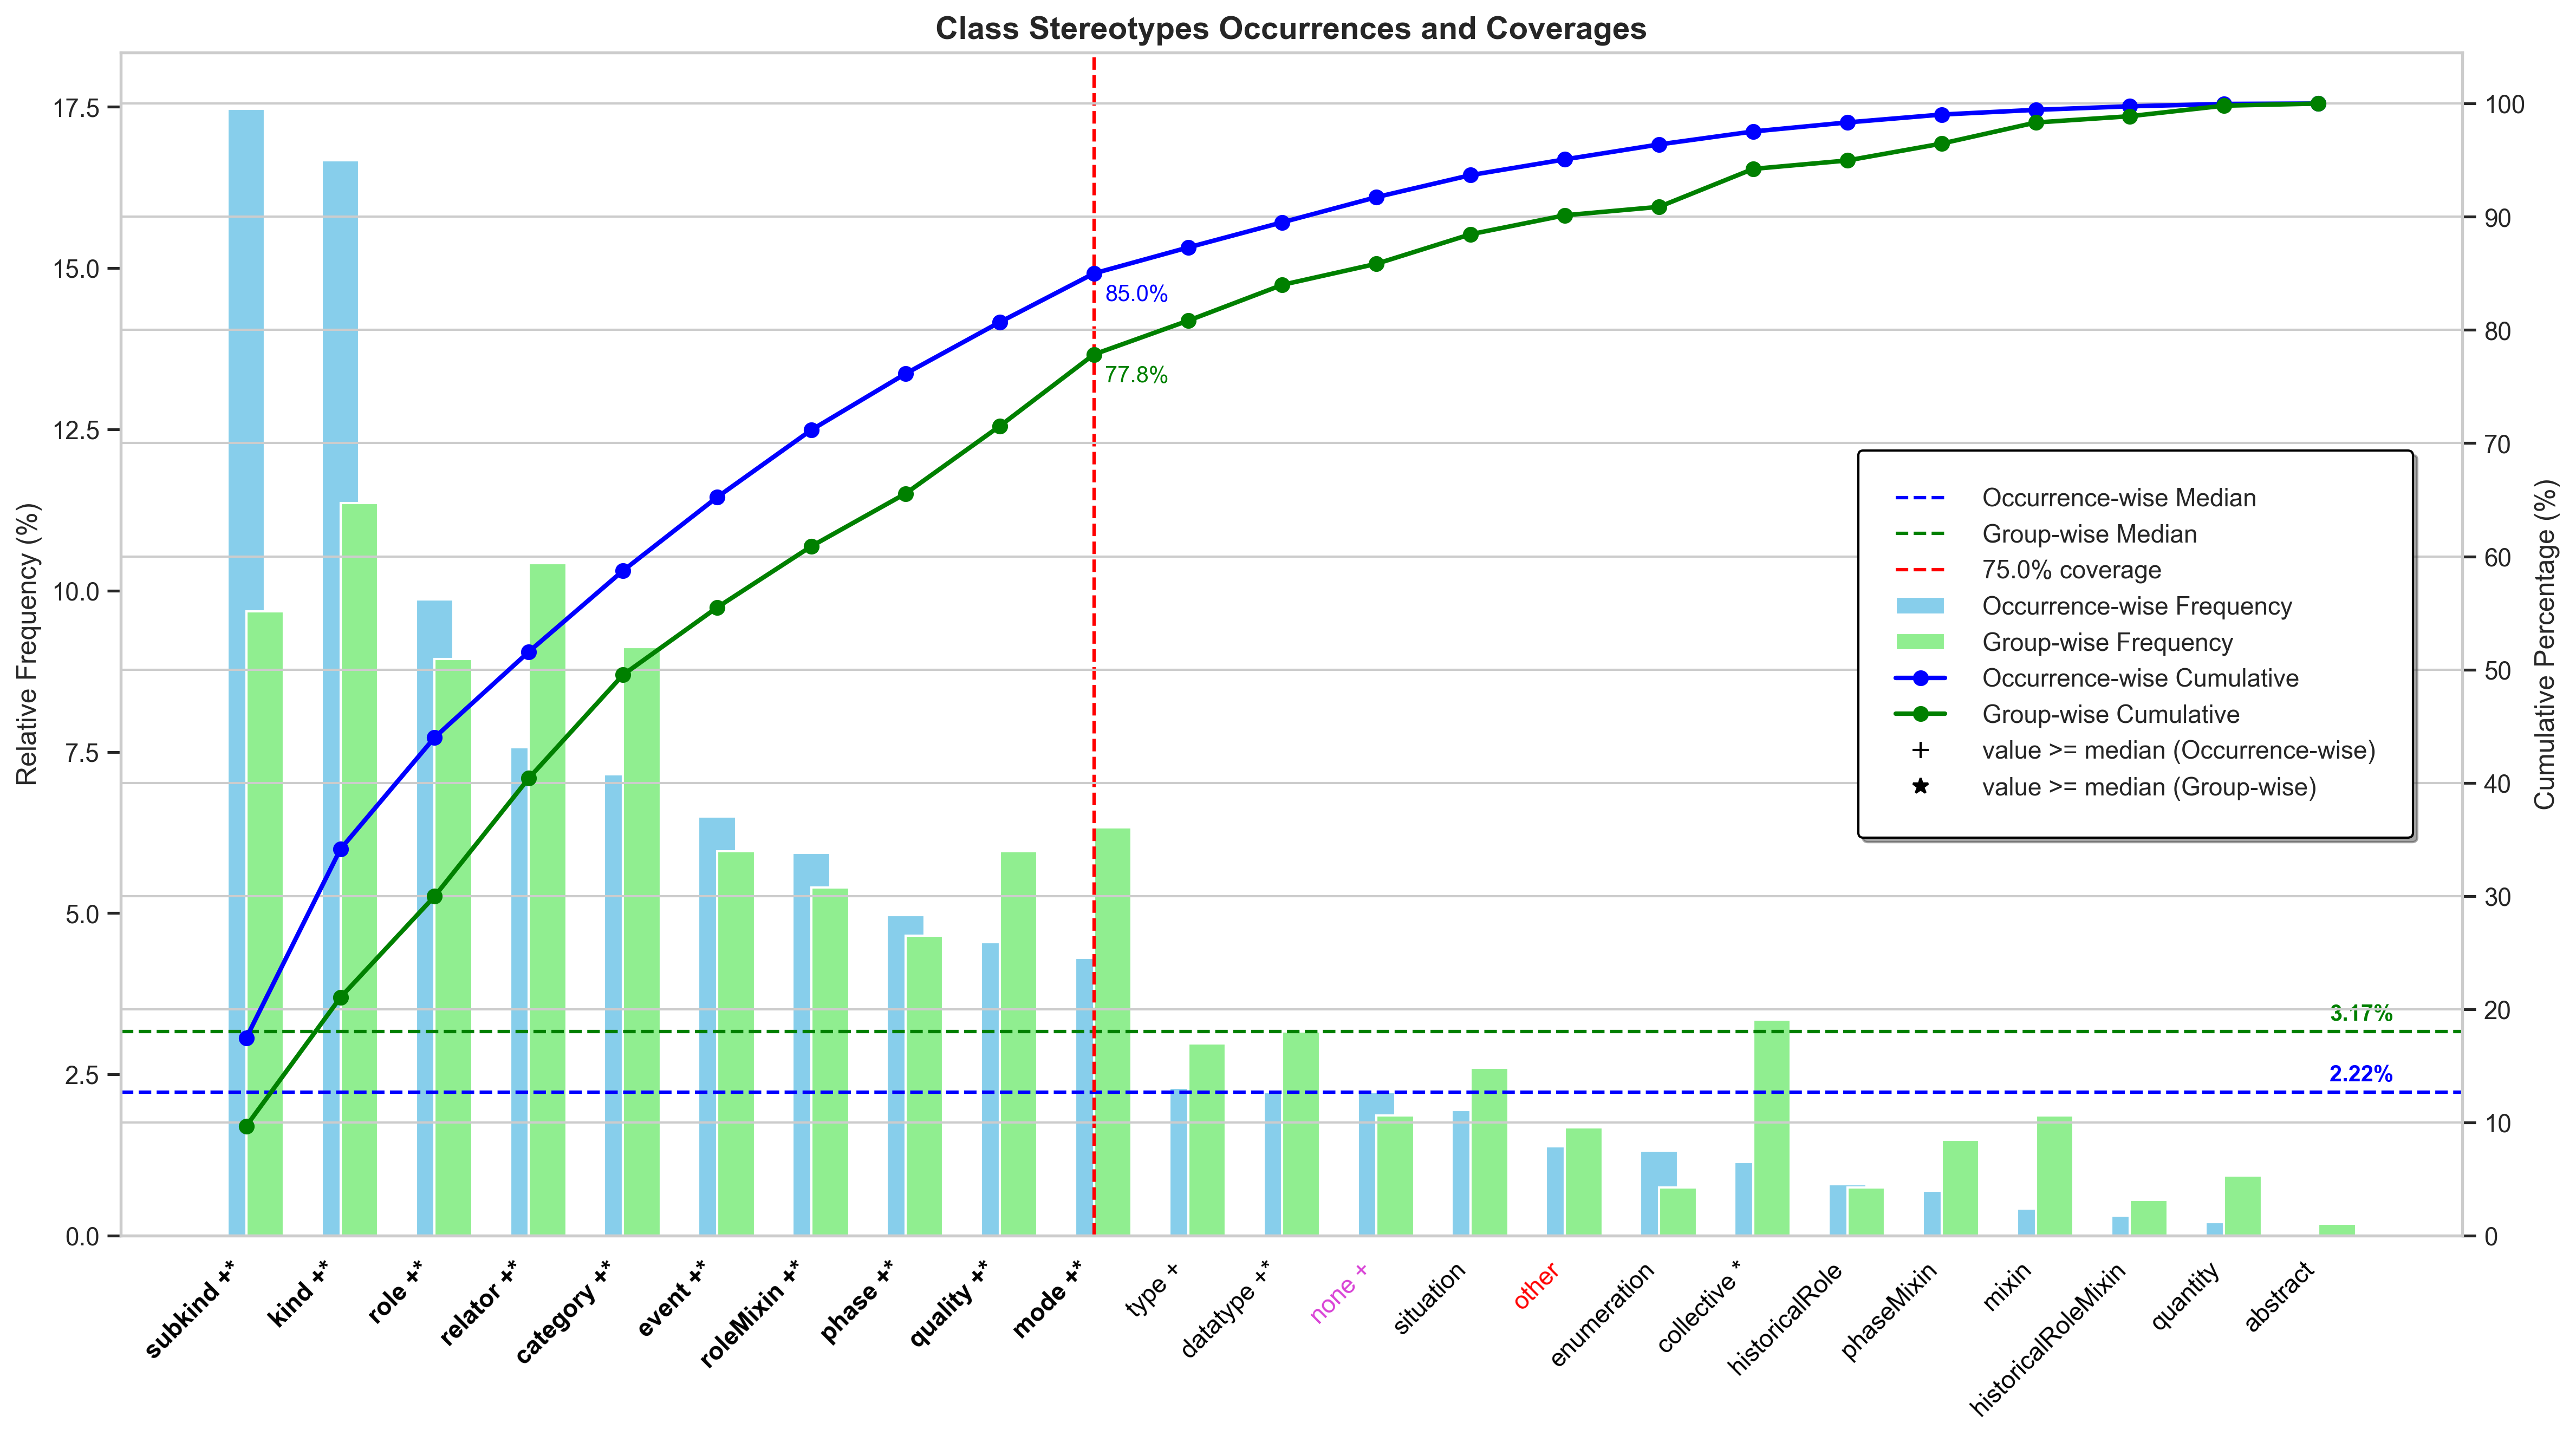 Class Stereotypes Occurrences and Coverages
Relative Frequency (%)
17.5
15.0
12.5
10.0
7.5
5.0
2.5
0.0
85.0%
77.8%
3.17%
2.22%
Occurrence-wise Median
Group-wise Median
75.0% coverage
Occurrence-wise Frequency
Group-wise Frequency
Occurrence-wise Cumulative
Group-wise Cumulative
value >= median (Occurrence-wise)
value >= median (Group-wise)
100
90
80
70
60
50
40
30
20
10
0
Cumulative Percentage (%)
subkind +*
kind +*
role +*
relator +*
category +*
event +*
roleMixin +*
phase +*
quality +*
mode +*
type +
datatype +*
none +
situation
other
enumeration
collective *
historicalRole
phaseMixin
mixin
historicalRoleMixin
quantity
abstract